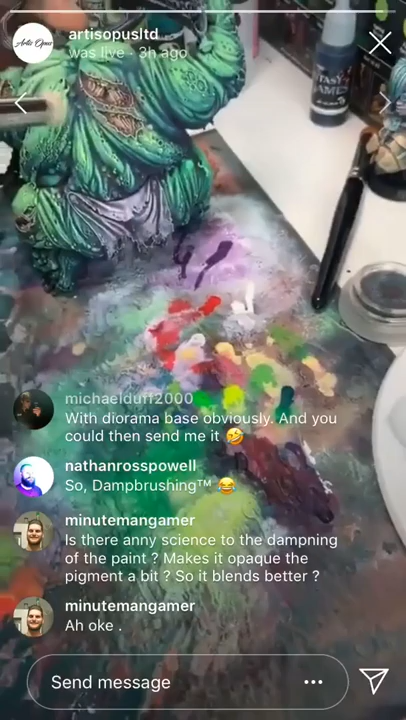 artisopusltd
was live · 3h ago
Artis Opus
michaelduff2000
With diorama base obviously. And you
could then send me it 🤣
nathanrosspowell
So, Dampbrushing™ 😂
minutemangamer
Is there anny science to the dampning
of the paint ? Makes it opaque the
pigment a bit ? So it blends better ?
minutemangamer
Ah oke .
Send message